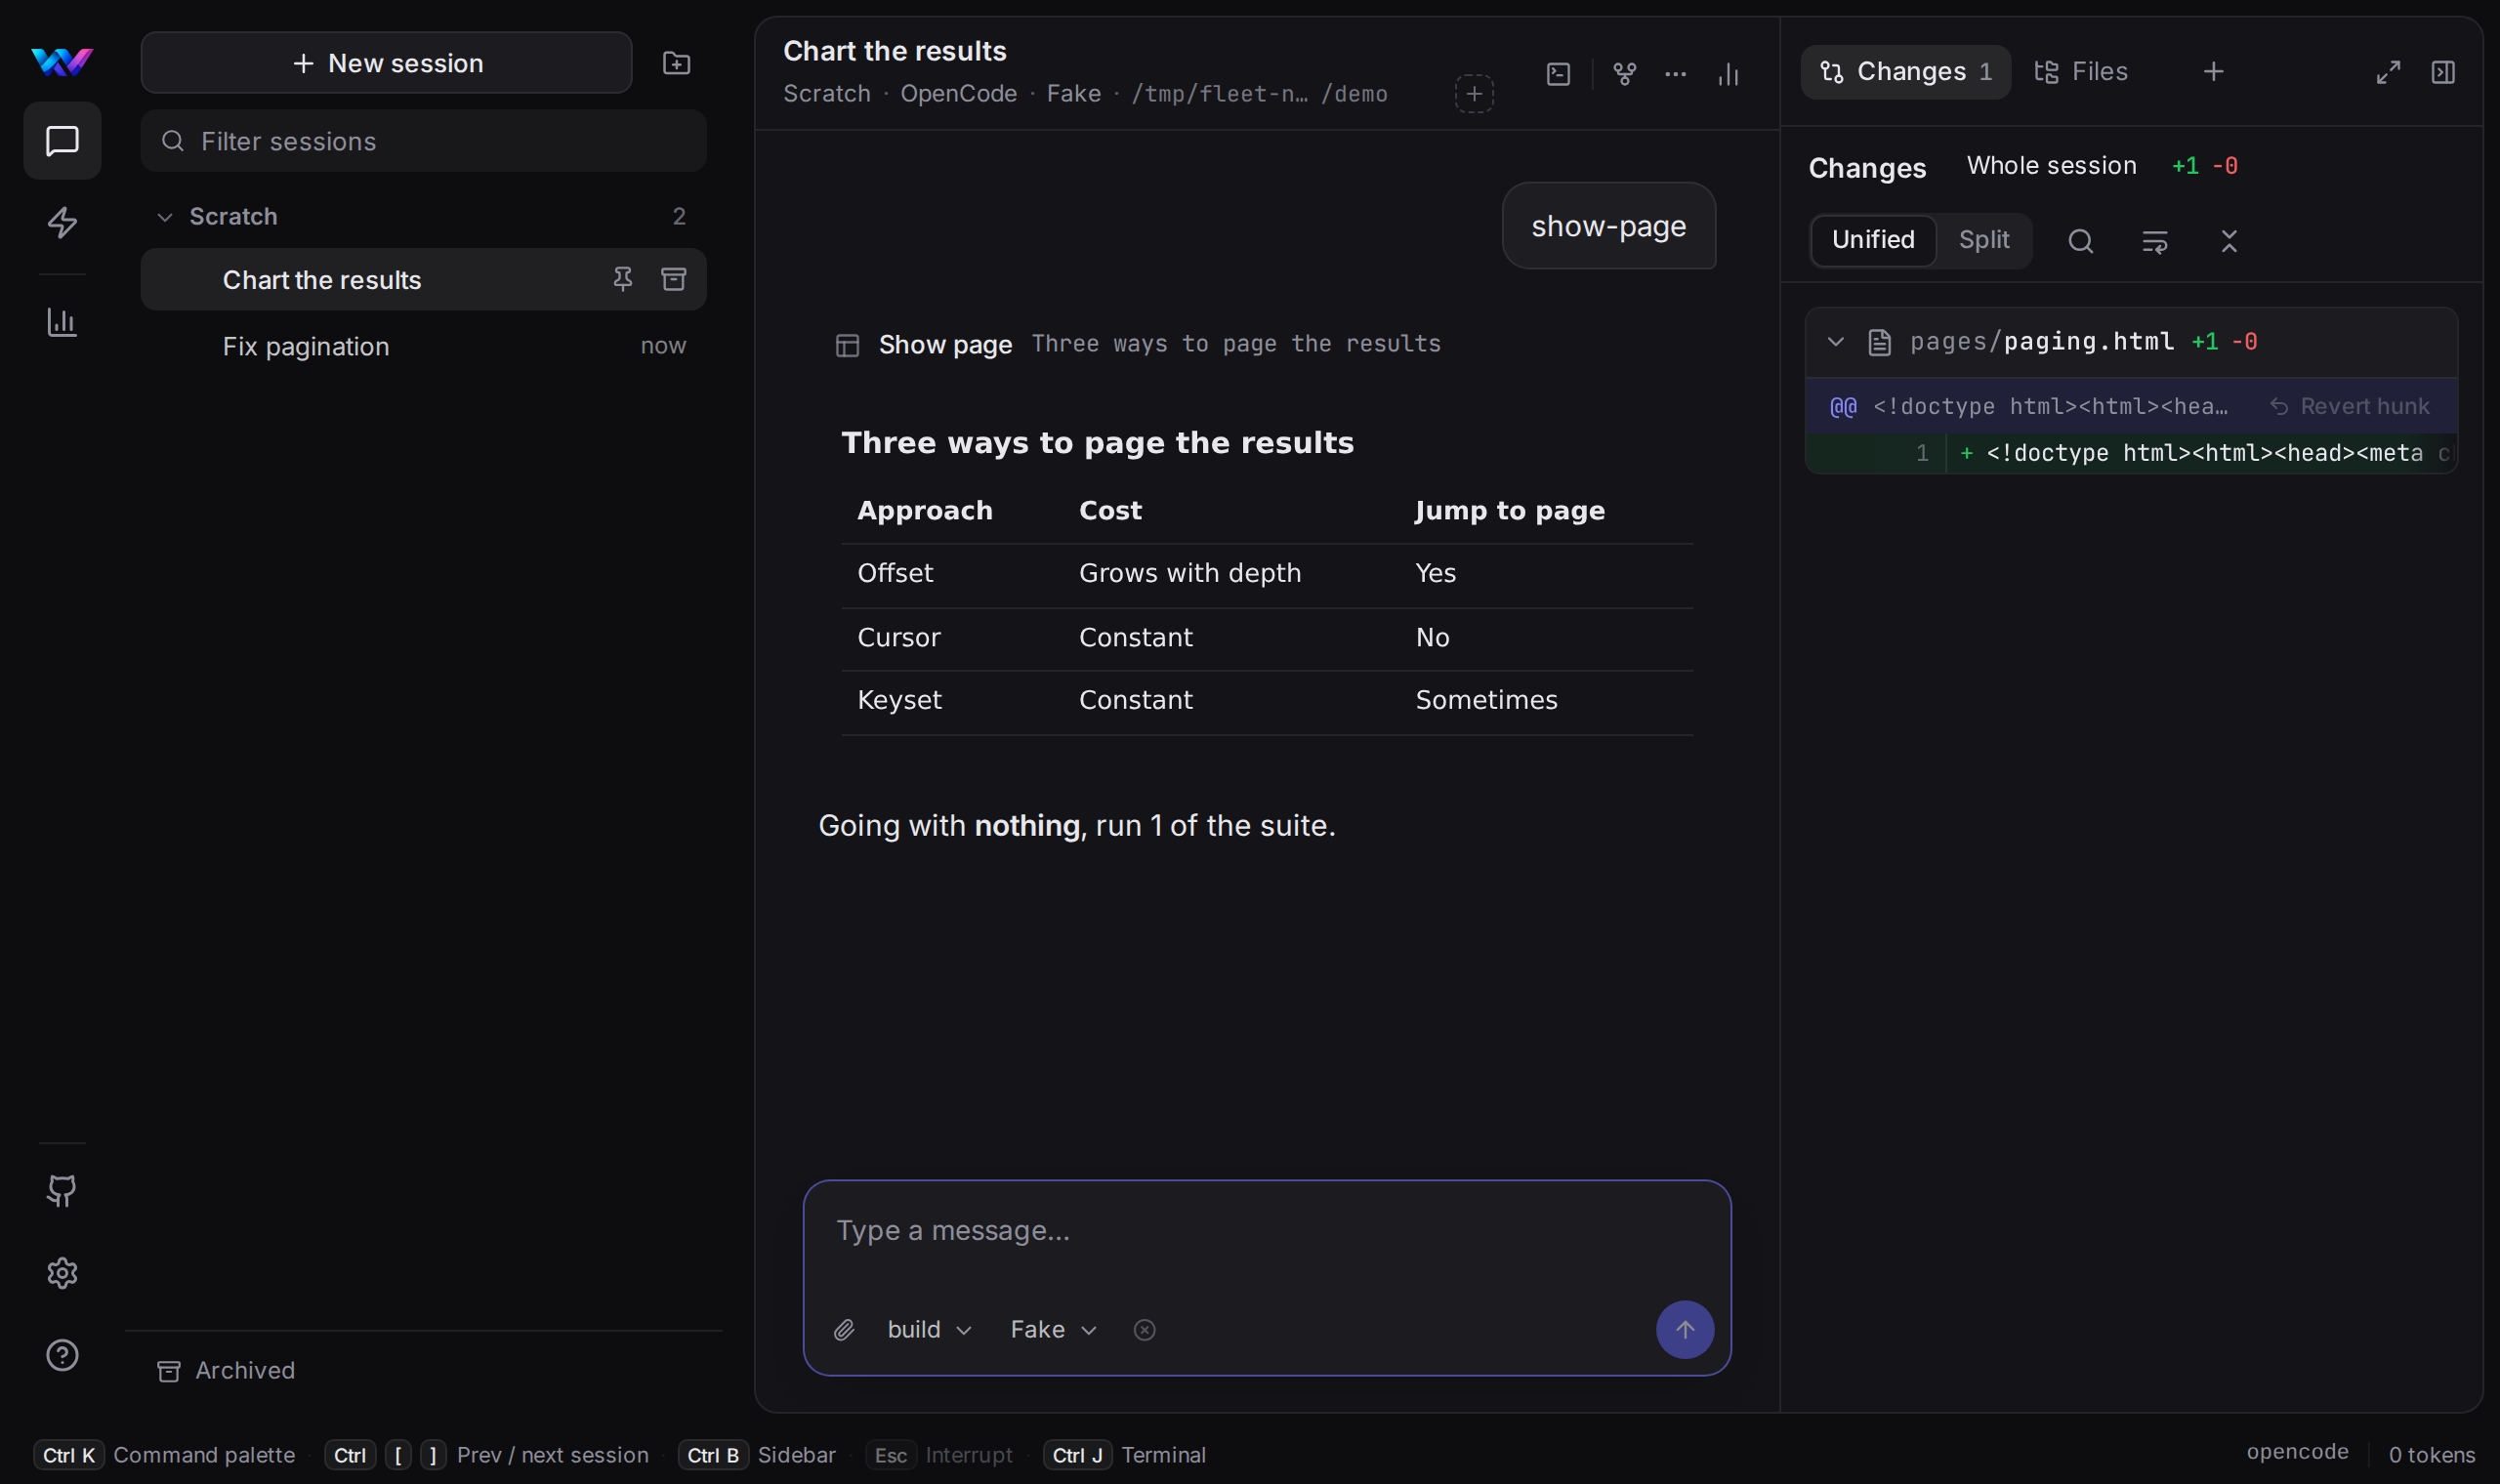 New session
Filter sessions
Scratch 2
Chart the results
Fix pagination now
Archived
Chart the results
Scratch · OpenCode · Fake · /tmp/fleet-n… /demo
show-page
Show page Three ways to page the results
Three ways to page the results
Approach Cost Jump to page
Offset Grows with depth Yes
Cursor Constant No
Keyset Constant Sometimes
Going with nothing, run 1 of the suite.
Type a message...
build Fake
Changes 1 Files
Changes Whole session +1 -0
Unified Split
pages/paging.html +1 -0
@@ <!doctype html><html><hea… Revert hunk
1 + <!doctype html><html><head><meta c
Ctrl K Command palette · Ctrl [ ] Prev / next session · Ctrl B Sidebar · Esc Interrupt · Ctrl J Terminal
opencode 0 tokens